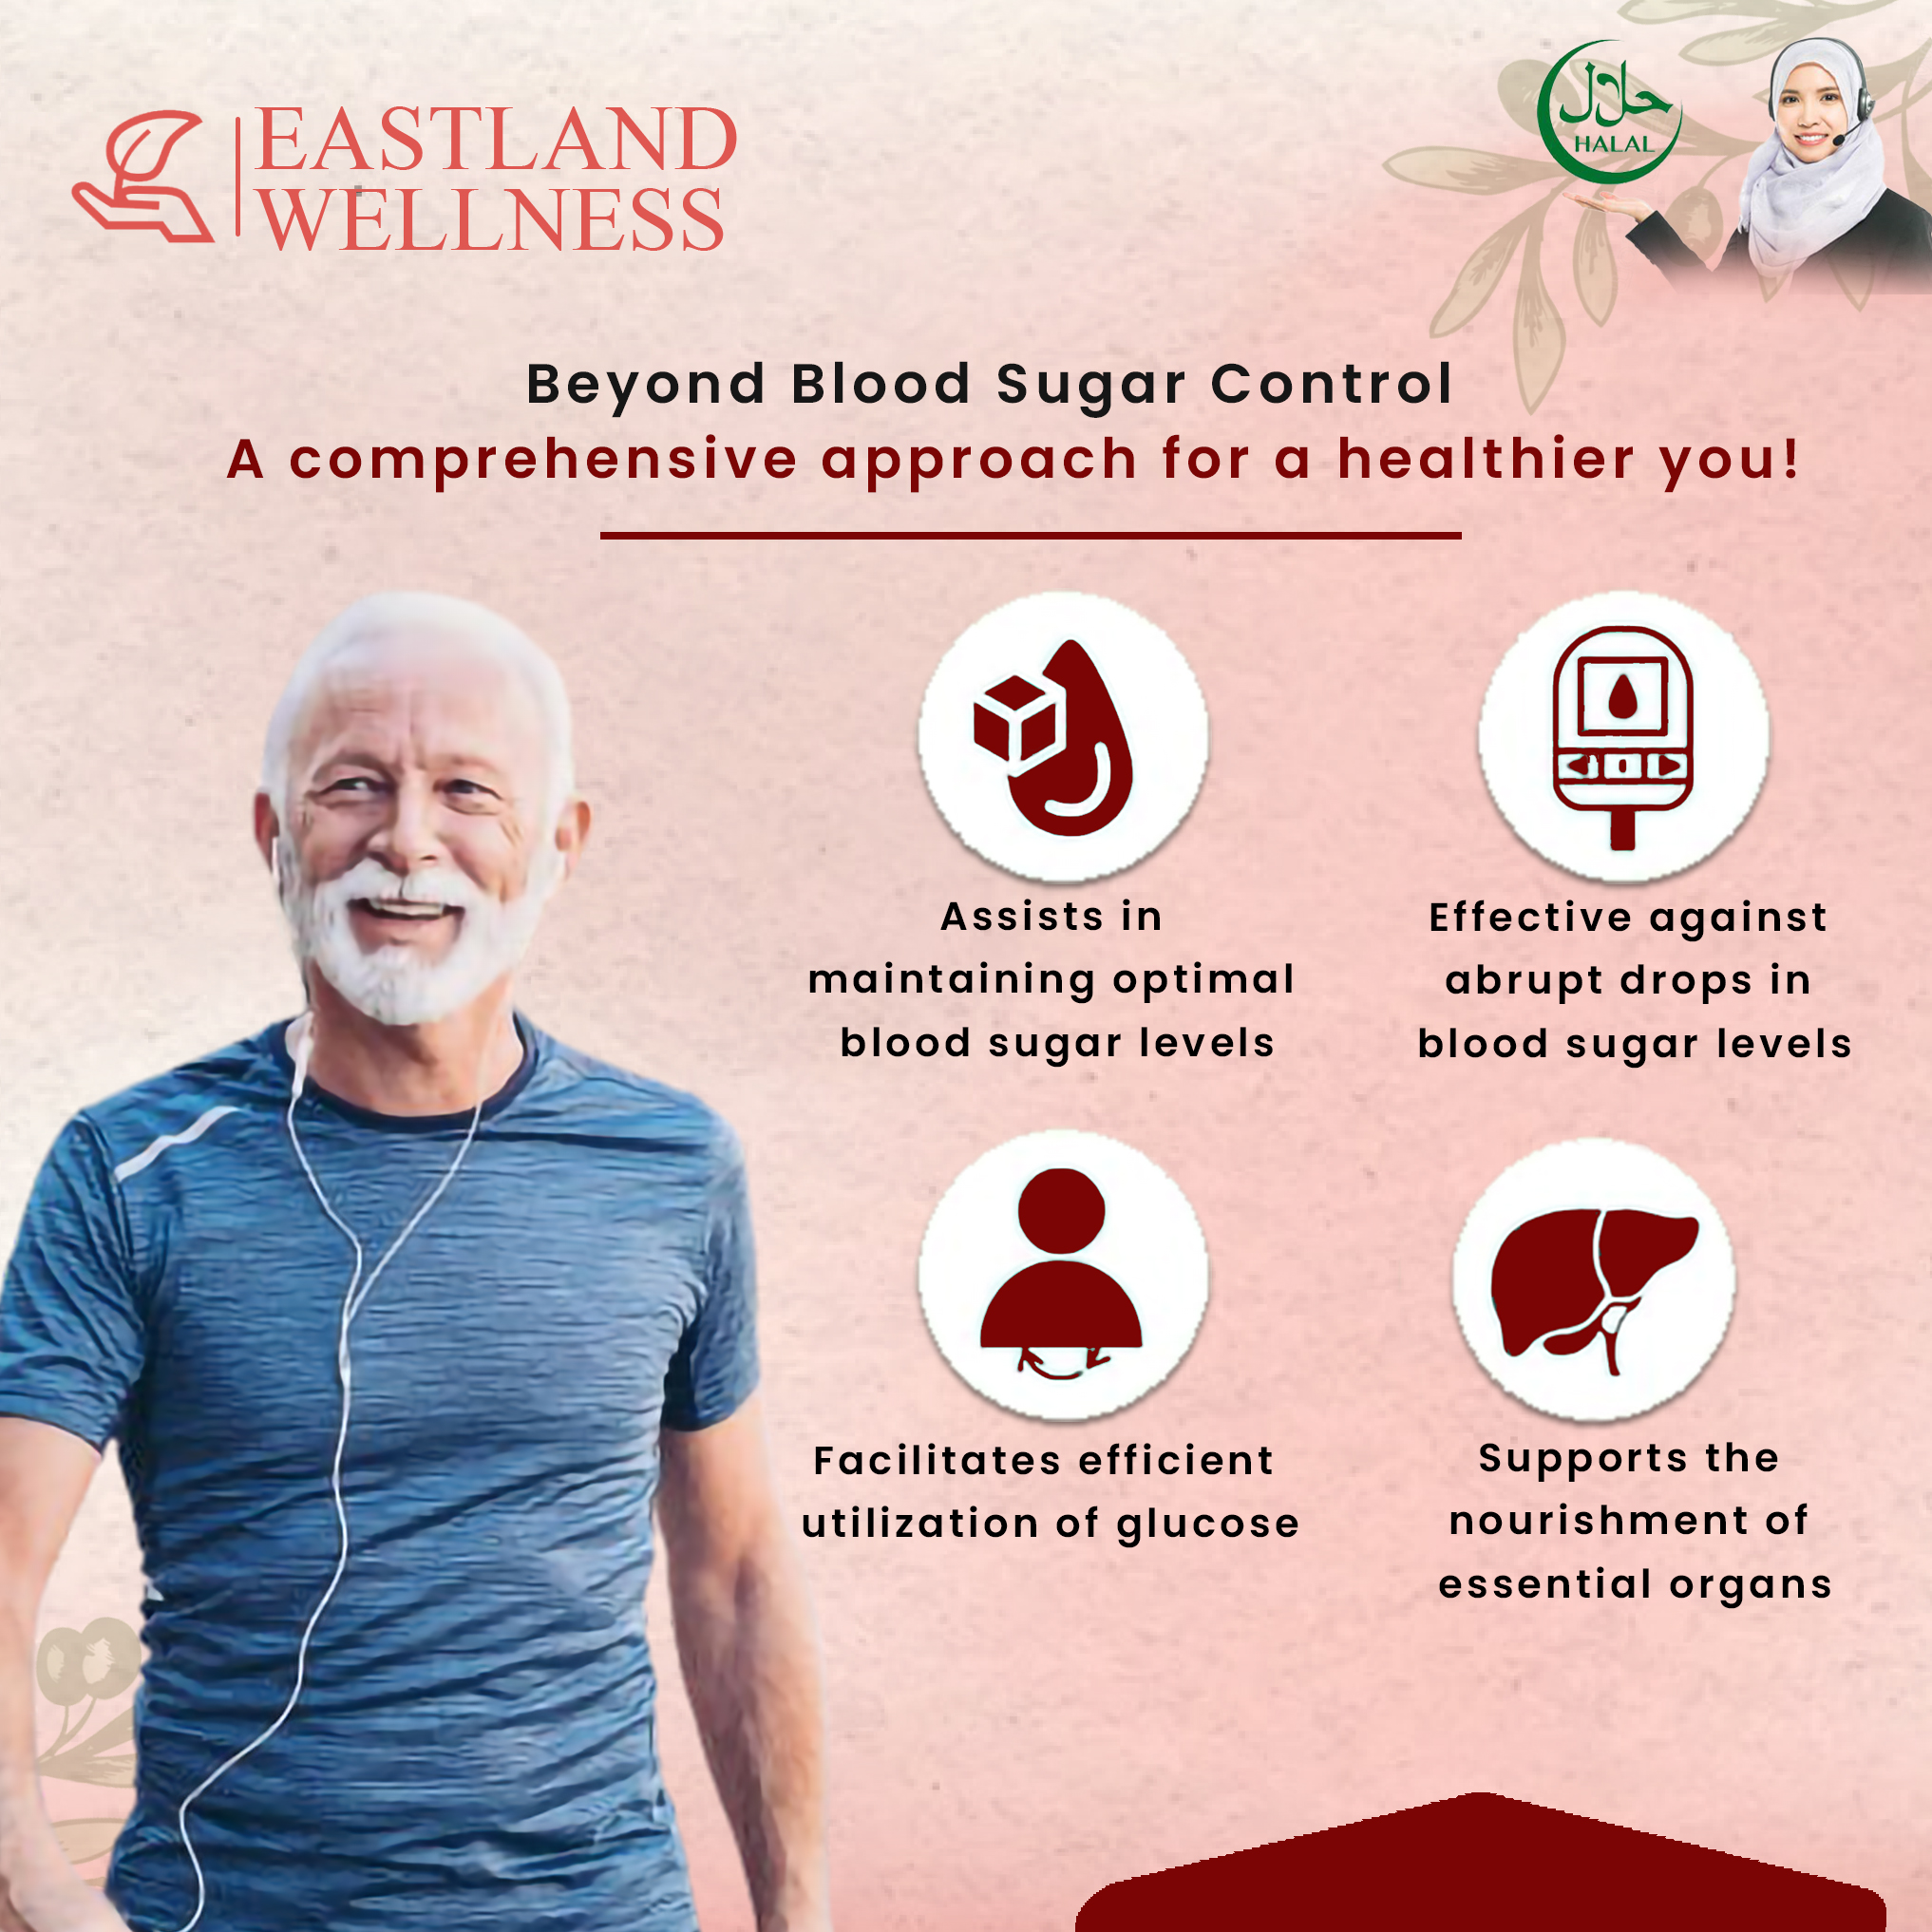 EASTLAND
WELLNESS
حلال
HALAL
Beyond Blood Sugar Control
A comprehensive approach for a healthier you!
Assists in
maintaining optimal
blood sugar levels
Effective against
abrupt drops in
blood sugar levels
Facilitates efficient
utilization of glucose
Supports the
nourishment of
essential organs